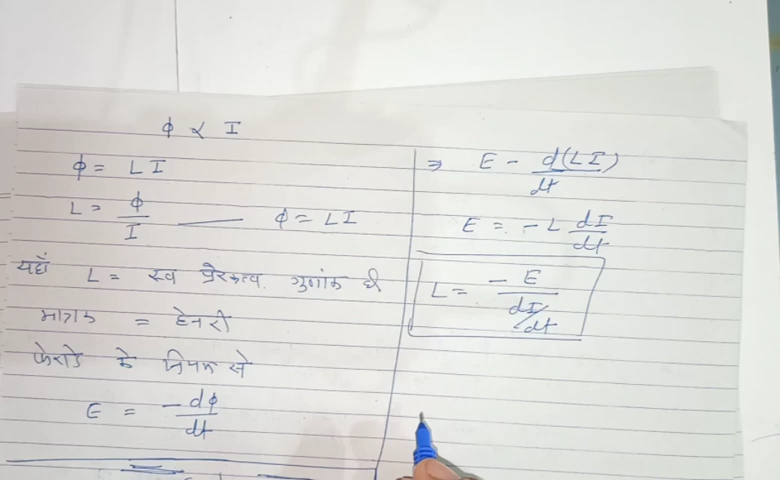 φ ∝ I
φ = LI
L = φ/I —— φ = LI
यहाँ L = स्व प्रेरकत्व गुणांक है
मात्रक = हेनरी
फेराडे के नियम से
E = -dφ/dt
⇒ E - d(LI)/dt
E = -L dI/dt
L = -E/dI/dt